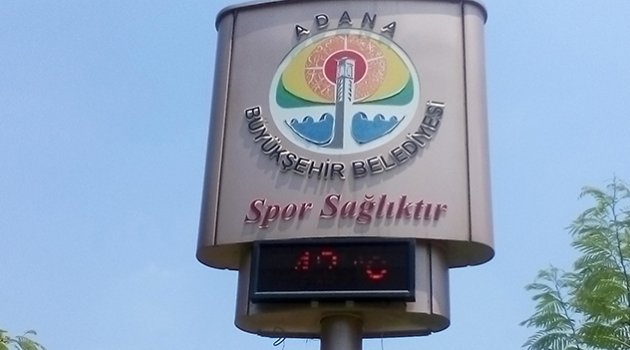 ADANA
BÜYÜKŞEHİR BELEDİYESİ
Spor Sağlıktır